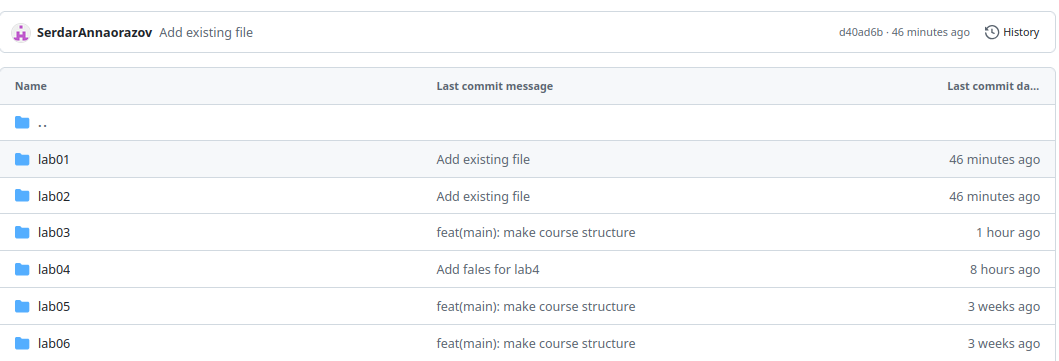 SerdarAnnaorazov Add existing file d40ad6b · 46 minutes ago History
Name Last commit message Last commit da...
..
lab01 Add existing file 46 minutes ago
lab02 Add existing file 46 minutes ago
lab03 feat(main): make course structure 1 hour ago
lab04 Add fales for lab4 8 hours ago
lab05 feat(main): make course structure 3 weeks ago
lab06 feat(main): make course structure 3 weeks ago